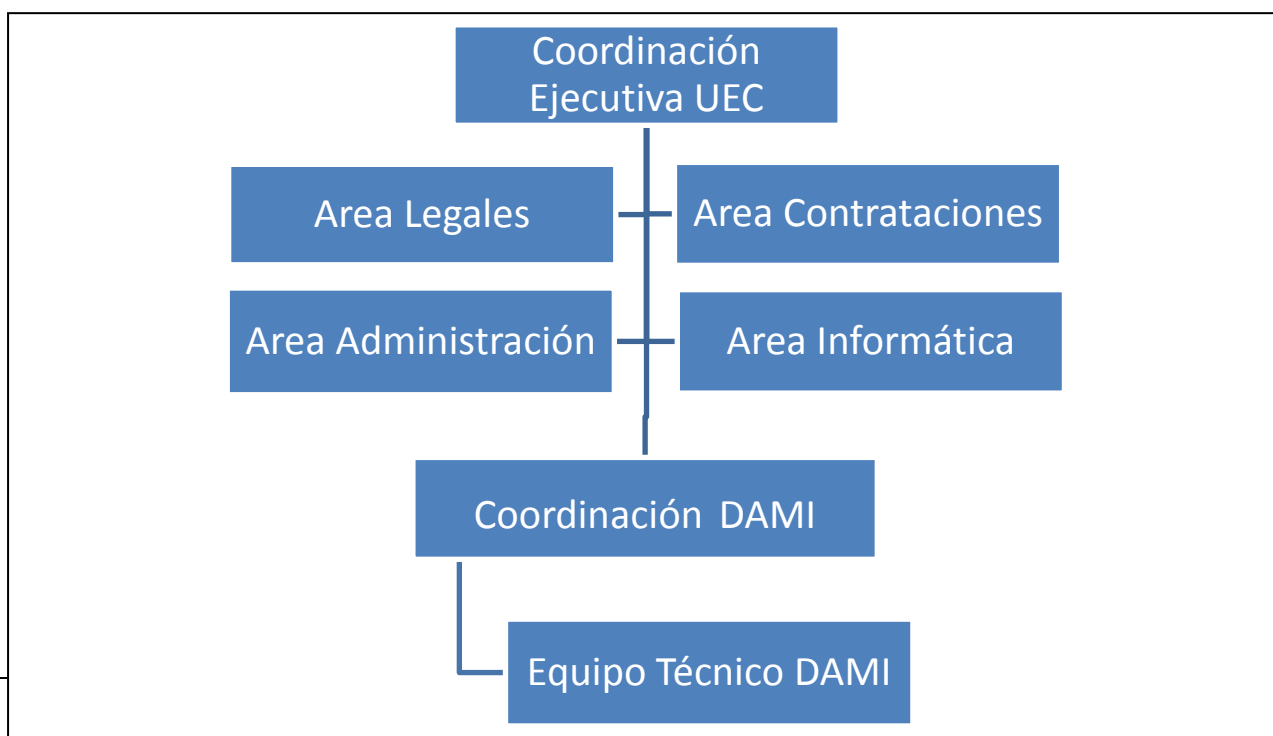 Coordinación
Ejecutiva UEC
Area Legales
Area Contrataciones
Area Administración
Area Informática
Coordinación DAMI
Equipo Técnico DAMI